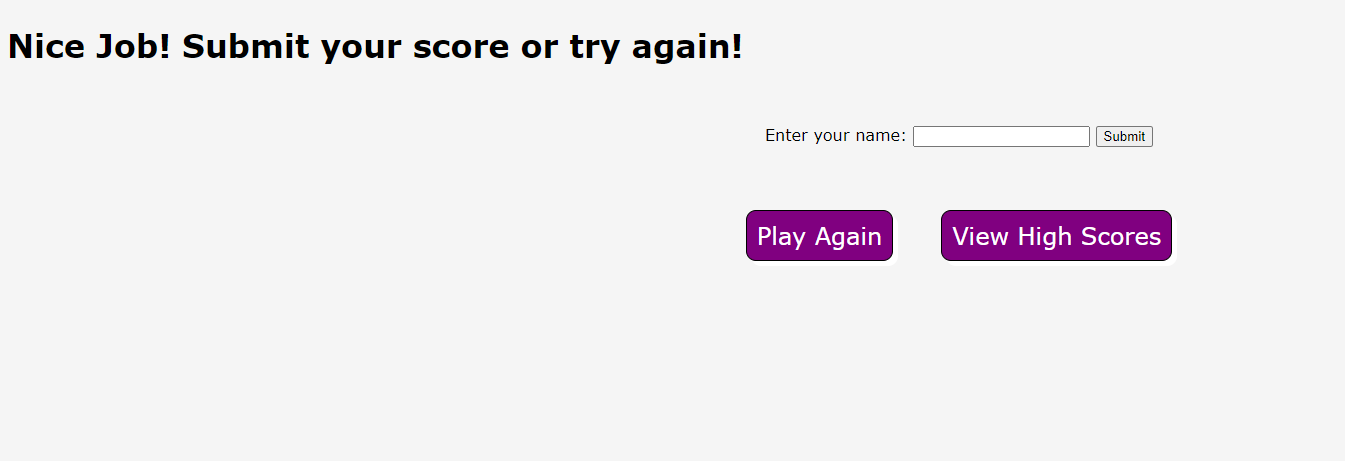 Nice Job! Submit your score or try again!
Enter your name: Submit
Play Again View High Scores